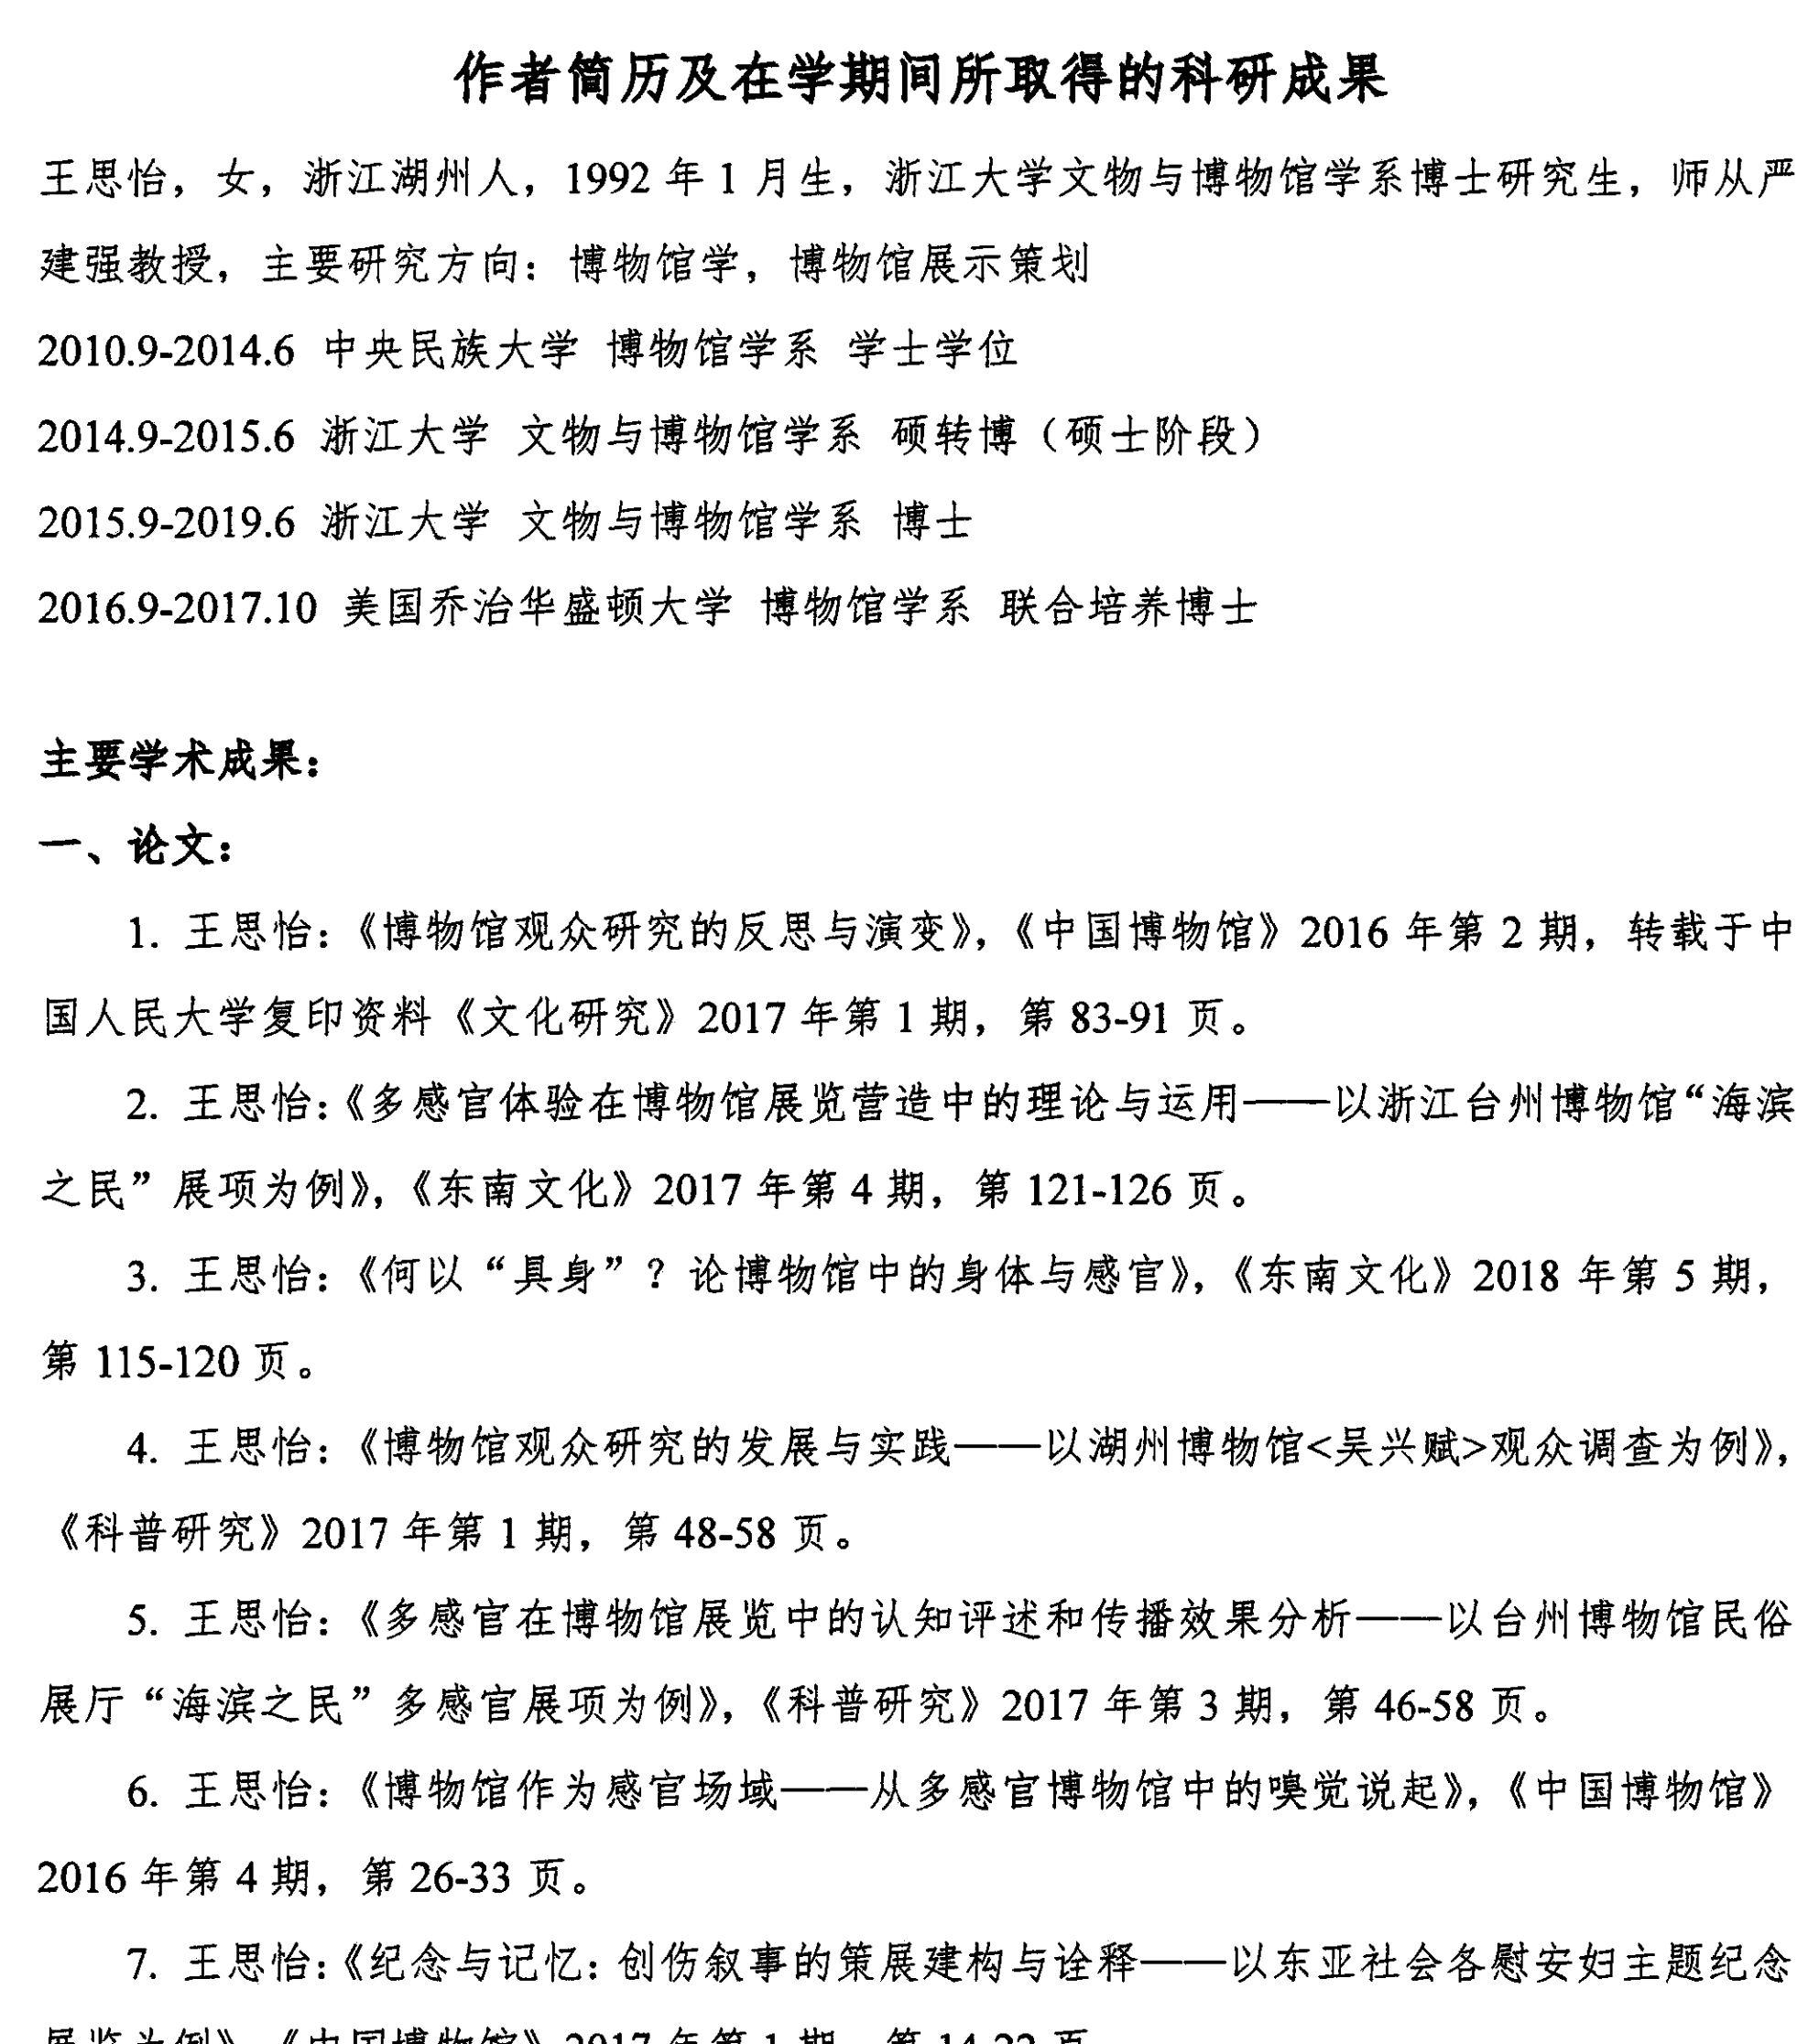 作者简历及在学期间所取得的科研成果
王思怡，女，浙江湖州人，1992 年 1 月生，浙江大学文物与博物馆学系博士研究生，师从严
建强教授，主要研究方向：博物馆学，博物馆展示策划
2010.9-2014.6 中央民族大学 博物馆学系 学士学位
2014.9-2015.6 浙江大学 文物与博物馆学系 硕转博（硕士阶段）
2015.9-2019.6 浙江大学 文物与博物馆学系 博士
2016.9-2017.10 美国乔治华盛顿大学 博物馆学系 联合培养博士
主要学术成果：
一、论文：
1. 王思怡：《博物馆观众研究的反思与演变》，《中国博物馆》2016 年第 2 期，转载于中
国人民大学复印资料《文化研究》2017 年第 1 期，第 83-91 页。
2. 王思怡：《多感官体验在博物馆展览营造中的理论与运用——以浙江台州博物馆“海滨
之民”展项为例》，《东南文化》2017 年第 4 期，第 121-126 页。
3. 王思怡：《何以“具身”？论博物馆中的身体与感官》，《东南文化》2018 年第 5 期，
第 115-120 页。
4. 王思怡：《博物馆观众研究的发展与实践——以湖州博物馆<吴兴赋>观众调查为例》，
《科普研究》2017 年第 1 期，第 48-58 页。
5. 王思怡：《多感官在博物馆展览中的认知评述和传播效果分析——以台州博物馆民俗
展厅“海滨之民”多感官展项为例》，《科普研究》2017 年第 3 期，第 46-58 页。
6. 王思怡：《博物馆作为感官场域——从多感官博物馆中的嗅觉说起》，《中国博物馆》
2016 年第 4 期，第 26-33 页。
7. 王思怡：《纪念与记忆：创伤叙事的策展建构与诠释——以东亚社会各慰安妇主题纪念
展览为例》，《中国博物馆》2017 年第 1 期，第 14-22 页